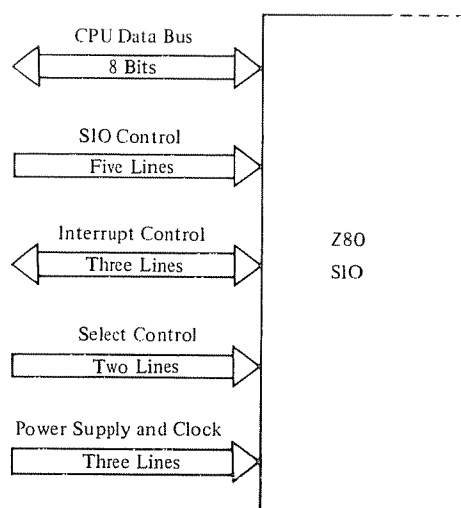 CPU Data Bus
8 Bits
SIO Control
Five Lines
Interrupt Control
Three Lines
Z80
SIO
Select Control
Two Lines
Power Supply and Clock
Three Lines